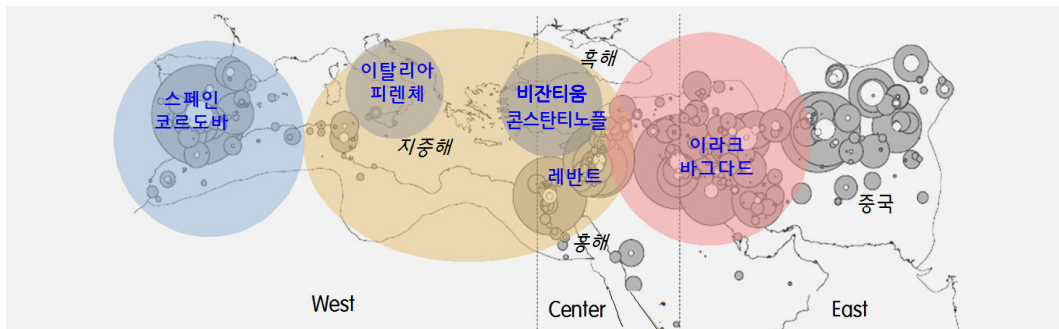 스페인
코르도바
이탈리아
피렌체
지중해
흑해
비잔티움
콘스탄티노플
레반트
홍해
이라크
바그다드
중국
West
Center
East